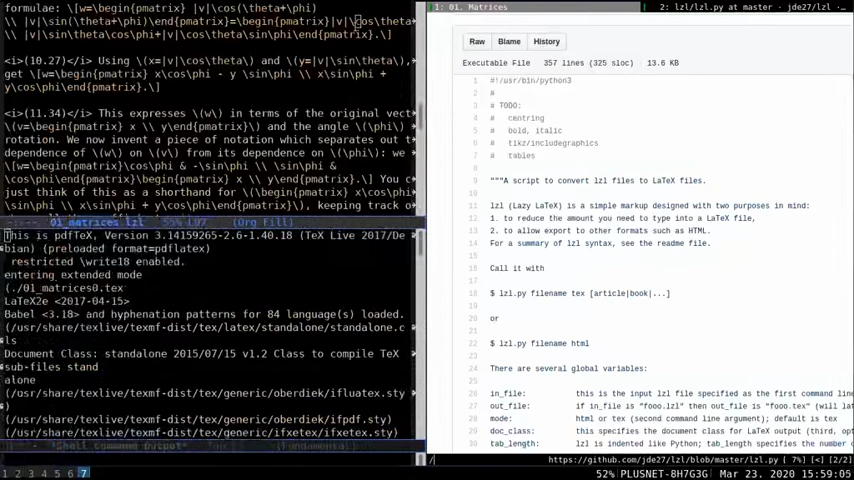 formulae: \[w=\begin{pmatrix} |v|\cos(\theta+\phi)
\\ |v|\sin(\theta+\phi)\end{pmatrix}=\begin{pmatrix}|v|\cos\theta
\\ |v|\sin\theta\cos\phi+|v|\cos\theta\sin\phi\end{pmatrix}.\]
<i>(10.27)</i> Using \(x=|v|\cos\theta\) and \(y=|v|\sin\theta\),
get \[w=\begin{pmatrix} x\cos\phi - y \sin\phi \\ x\sin\phi +
y\cos\phi\end{pmatrix}.\]
<i>(11.34)</i> This expresses \(w\) in terms of the original vect
\(v=\begin{pmatrix} x \\ y\end{pmatrix}\) and the angle \(\phi\)
rotation. We now invent a piece of notation which separates out t
dependence of \(w\) on \(v\) from its dependence on \(\phi\): we
\[w=\begin{pmatrix}\cos\phi & -\sin\phi \\ \sin\phi &
\cos\phi\end{pmatrix}\begin{pmatrix} x \\ y\end{pmatrix}.\] You c
just think of this as a shorthand for \(\begin{pmatrix} x\cos\phi
\sin\phi \\ x\sin\phi + y\cos\phi\end{pmatrix}\), keeping track o
01_matrices.lzl 55% L97 (Org Fill)
This is pdfTeX, Version 3.14159265-2.6-1.40.18 (TeX Live 2017/De
bian) (preloaded format=pdflatex)
restricted \write18 enabled.
entering extended mode
(./01_matrices0.tex
LaTeX2e <2017-04-15>
Babel <3.18> and hyphenation patterns for 84 language(s) loaded.
(/usr/share/texlive/texmf-dist/tex/latex/standalone/standalone.c
ls
Document Class: standalone 2015/07/15 v1.2 Class to compile TeX
sub-files stand
alone
(/usr/share/texlive/texmf-dist/tex/generic/oberdiek/ifluatex.sty
)
(/usr/share/texlive/texmf-dist/tex/generic/oberdiek/ifpdf.sty)
(/usr/share/texlive/texmf-dist/tex/generic/ifxetex/ifxetex.sty)
*Shell Command Output*
1 2 3 4 5 6 7
1: 01. Matrices
2: lzl/lzl.py at master · jde27/lzl ·
Raw Blame History
Executable File 357 lines (325 sloc) 13.6 KB
1 #!/usr/bin/python3
2 #
3 # TODO:
4 # centring
5 # bold, italic
6 # tikz/includegraphics
7 # tables
8
9 """A script to convert lzl files to LaTeX files.
10
11 lzl (Lazy LaTeX) is a simple markup designed with two purposes in mind:
12 1. to reduce the amount you need to type into a LaTeX file,
13 2. to allow export to other formats such as HTML.
14 For a summary of lzl syntax, see the readme file.
15
16 Call it with
17
18 $ lzl.py filename tex [article|book|...]
19
20 or
21
22 $ lzl.py filename html
23
24 There are several global variables:
25
26 in_file: this is the input lzl file specified as the first command line
27 out_file: if in_file is "fooo.lzl" then out_file is "fooo.tex" (will lat
28 mode: html or tex (second command line argument); default is tex
29 doc_class: this specifies the document class for LaTeX output (third, opt
30 tab_length: lzl is indented like Python; tab_length specifies the number o
/ https://github.com/jde27/lzl/blob/master/lzl.py [ 7%] [<] [2/2]
52% PLUSNET-8H7G3G Mar 23. 2020 15:59:05